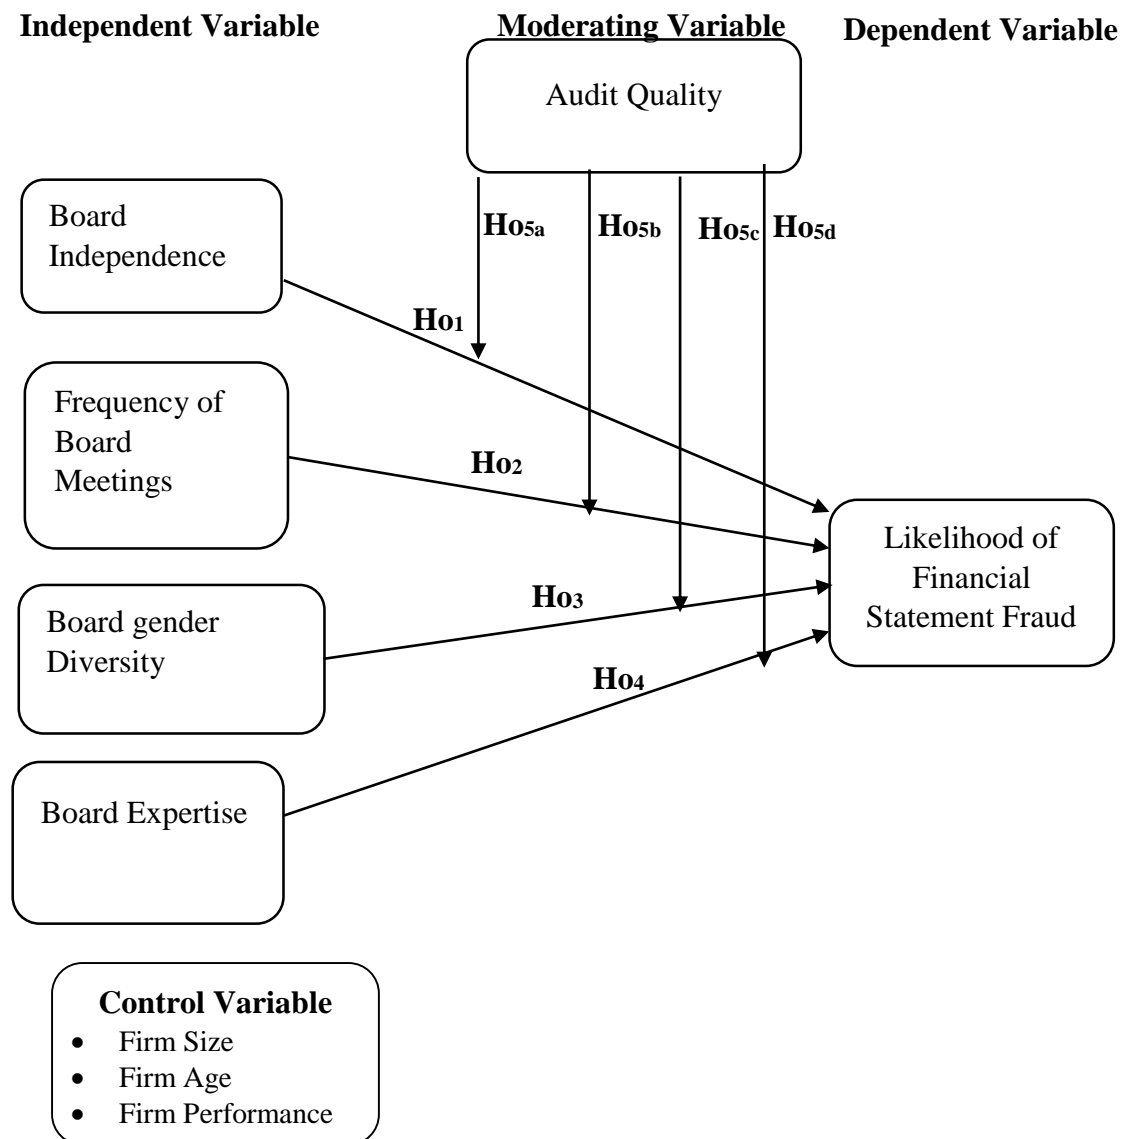 Independent Variable
Moderating Variable
Dependent Variable
Audit Quality
Board
Independence
Ho5a
Ho5b
Ho5c
Ho5d
Ho1
Frequency of
Board
Meetings
Ho2
Likelihood of
Financial
Statement Fraud
Board gender
Diversity
Ho3
Ho4
Board Expertise
Control Variable
• Firm Size
• Firm Age
• Firm Performance